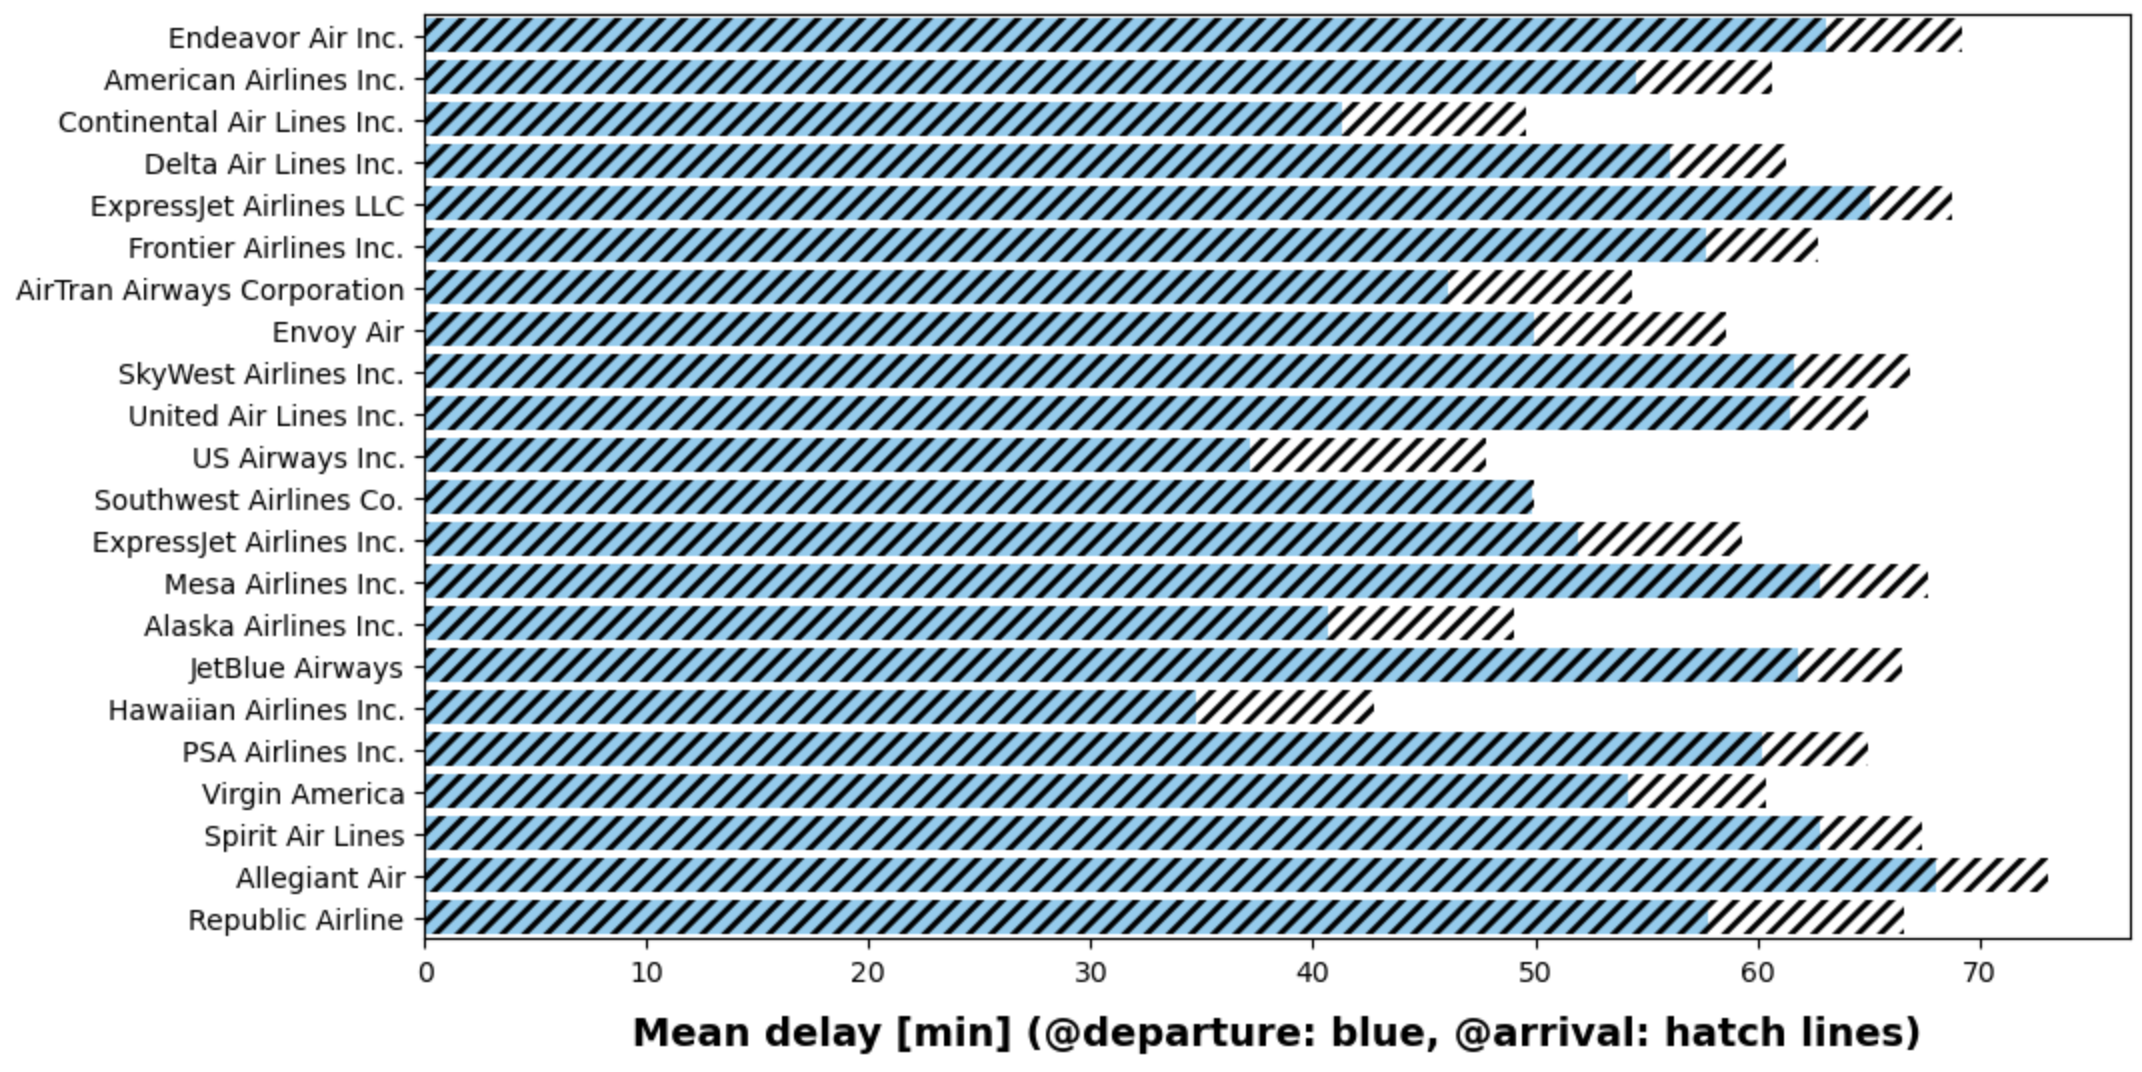 Endeavor Air Inc.
American Airlines Inc.
Continental Air Lines Inc.
Delta Air Lines Inc.
ExpressJet Airlines LLC
Frontier Airlines Inc.
AirTran Airways Corporation
Envoy Air
SkyWest Airlines Inc.
United Air Lines Inc.
US Airways Inc.
Southwest Airlines Co.
ExpressJet Airlines Inc.
Mesa Airlines Inc.
Alaska Airlines Inc.
JetBlue Airways
Hawaiian Airlines Inc.
PSA Airlines Inc.
Virgin America
Spirit Air Lines
Allegiant Air
Republic Airline
0 10 20 30 40 50 60 70
Mean delay [min] (@departure: blue, @arrival: hatch lines)